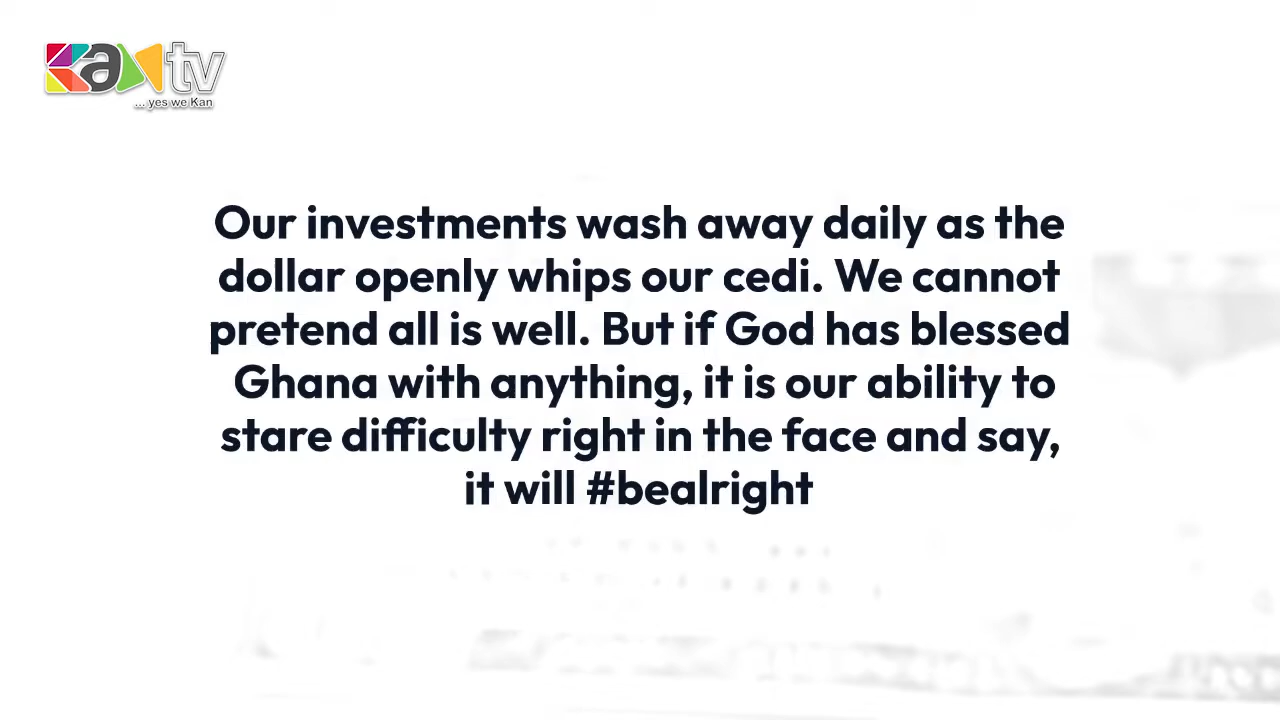 Kan tv
... yes we Kan
Our investments wash away daily as the
dollar openly whips our cedi. We cannot
pretend all is well. But if God has blessed
Ghana with anything, it is our ability to
stare difficulty right in the face and say,
it will #bealright